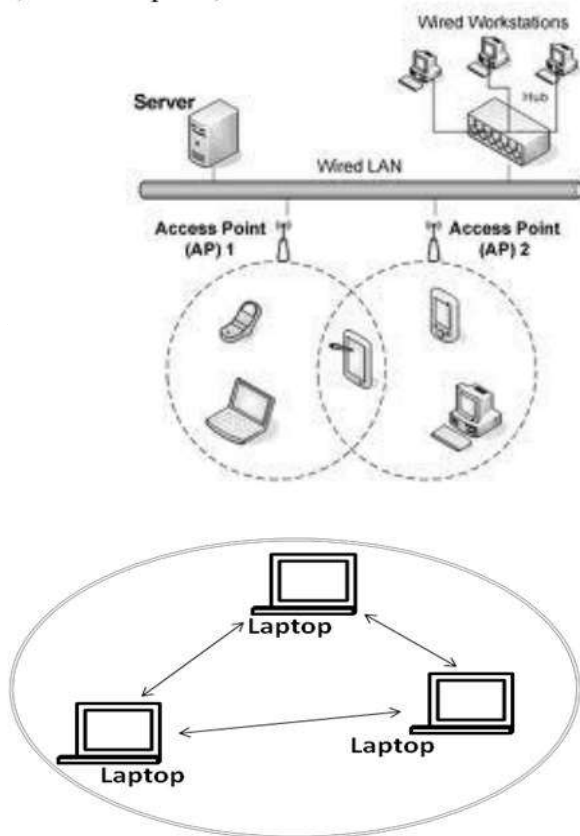 Wired Workstations
Hub
Server
Wired LAN
Access Point
(AP) 1
Access Point
(AP) 2
Laptop
Laptop
Laptop